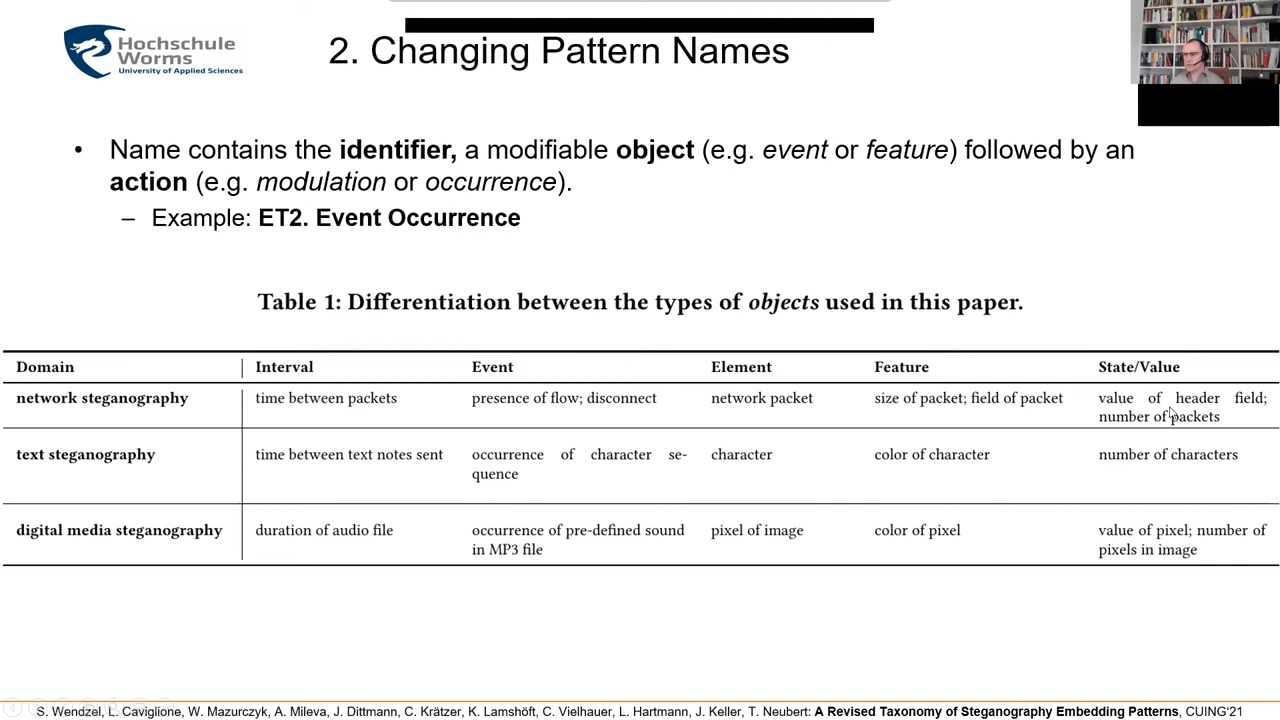 Hochschule
Worms
University of Applied Sciences
2. Changing Pattern Names
• Name contains the identifier, a modifiable object (e.g. event or feature) followed by an
action (e.g. modulation or occurrence).
– Example: ET2. Event Occurrence
Table 1: Differentiation between the types of objects used in this paper.
Domain Interval Event Element Feature State/Value
network steganography time between packets presence of flow; disconnect network packet size of packet; field of packet value of header field;
number of packets
text steganography time between text notes sent occurrence of character se- character color of character number of characters
quence
digital media steganography duration of audio file occurrence of pre-defined sound pixel of image color of pixel value of pixel; number of
in MP3 file pixels in image
S. Wendzel, L. Caviglione, W. Mazurczyk, A. Mileva, J. Dittmann, C. Krätzer, K. Lamshöft, C. Vielhauer, L. Hartmann, J. Keller, T. Neubert: A Revised Taxonomy of Steganography Embedding Patterns, CUING'21